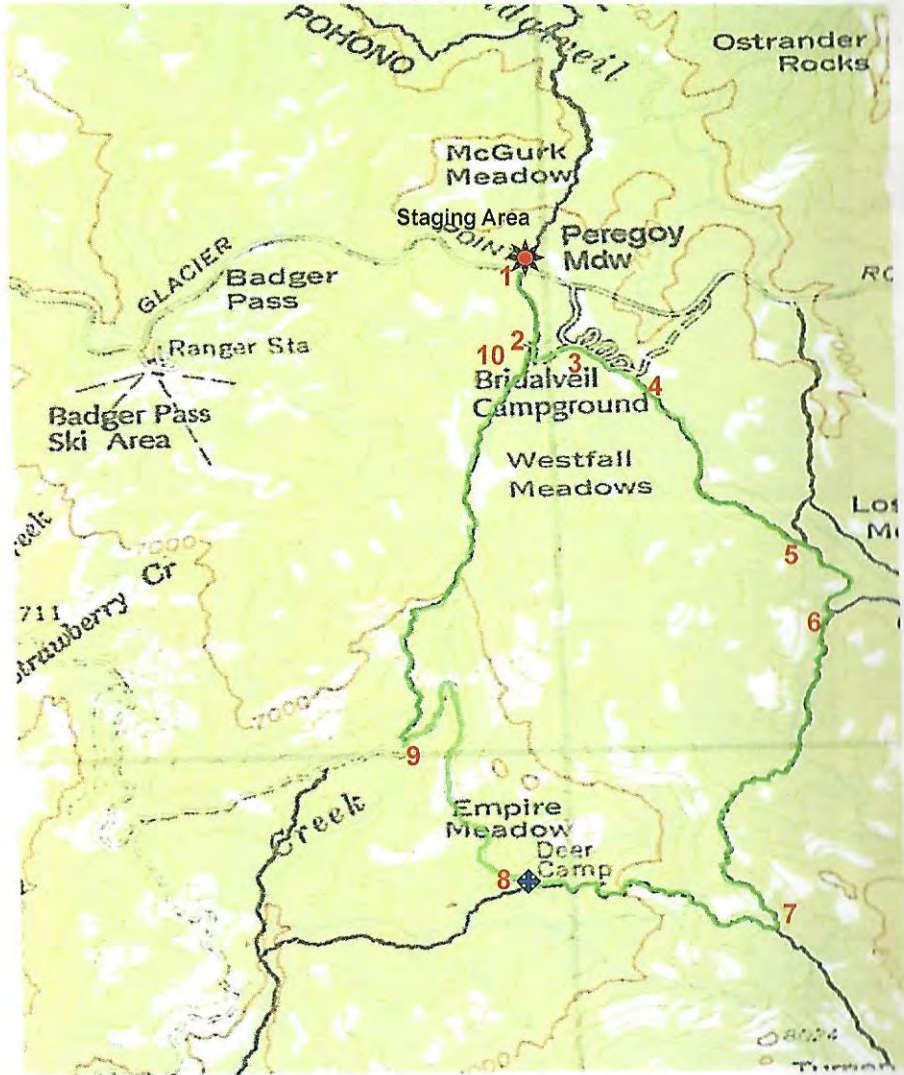 POHONO
Ostrander
Rocks
McGurk
Meadow
Staging Area
Peregoy
Mdw
GLACIER
POINT
Badger
Pass
1
Ranger Sta
2
10
3
Bridalveil
Campground
4
Badger Pass
Ski Area
Westfall
Meadows
7000
5
Strawberry Cr
711
6
7000
9
Creek
Empire
Meadow
Deer
Camp
8
7
8024
7000